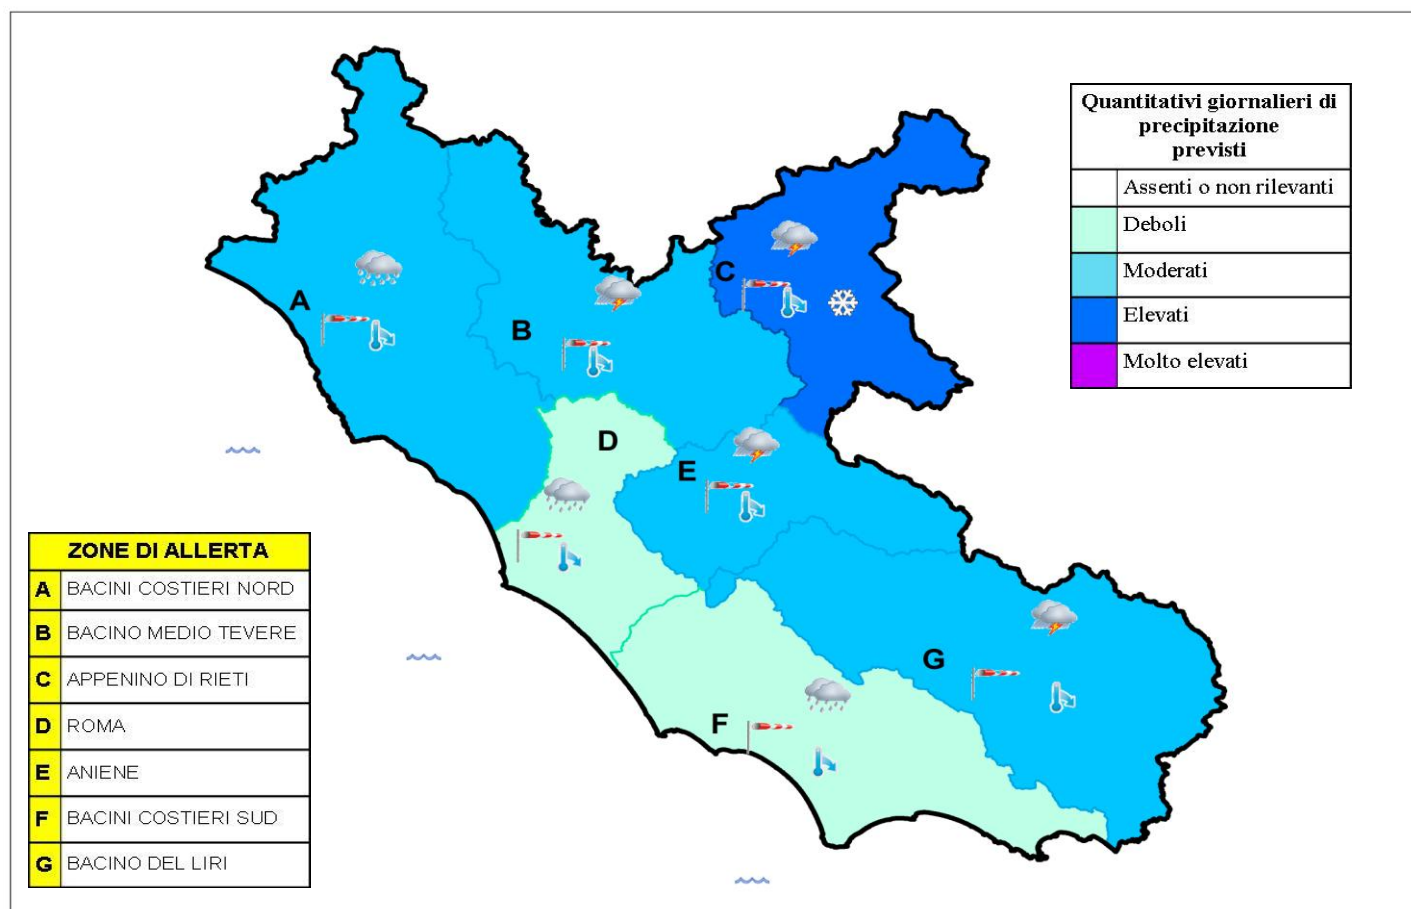 Quantitativi giornalieri di
precipitazione
previsti
Assenti o non rilevanti
Deboli
Moderati
Elevati
Molto elevati
A
B
C
D
E
F
G
ZONE DI ALLERTA
A BACINI COSTIERI NORD
B BACINO MEDIO TEVERE
C APPENINO DI RIETI
D ROMA
E ANIENE
F BACINI COSTIERI SUD
G BACINO DEL LIRI